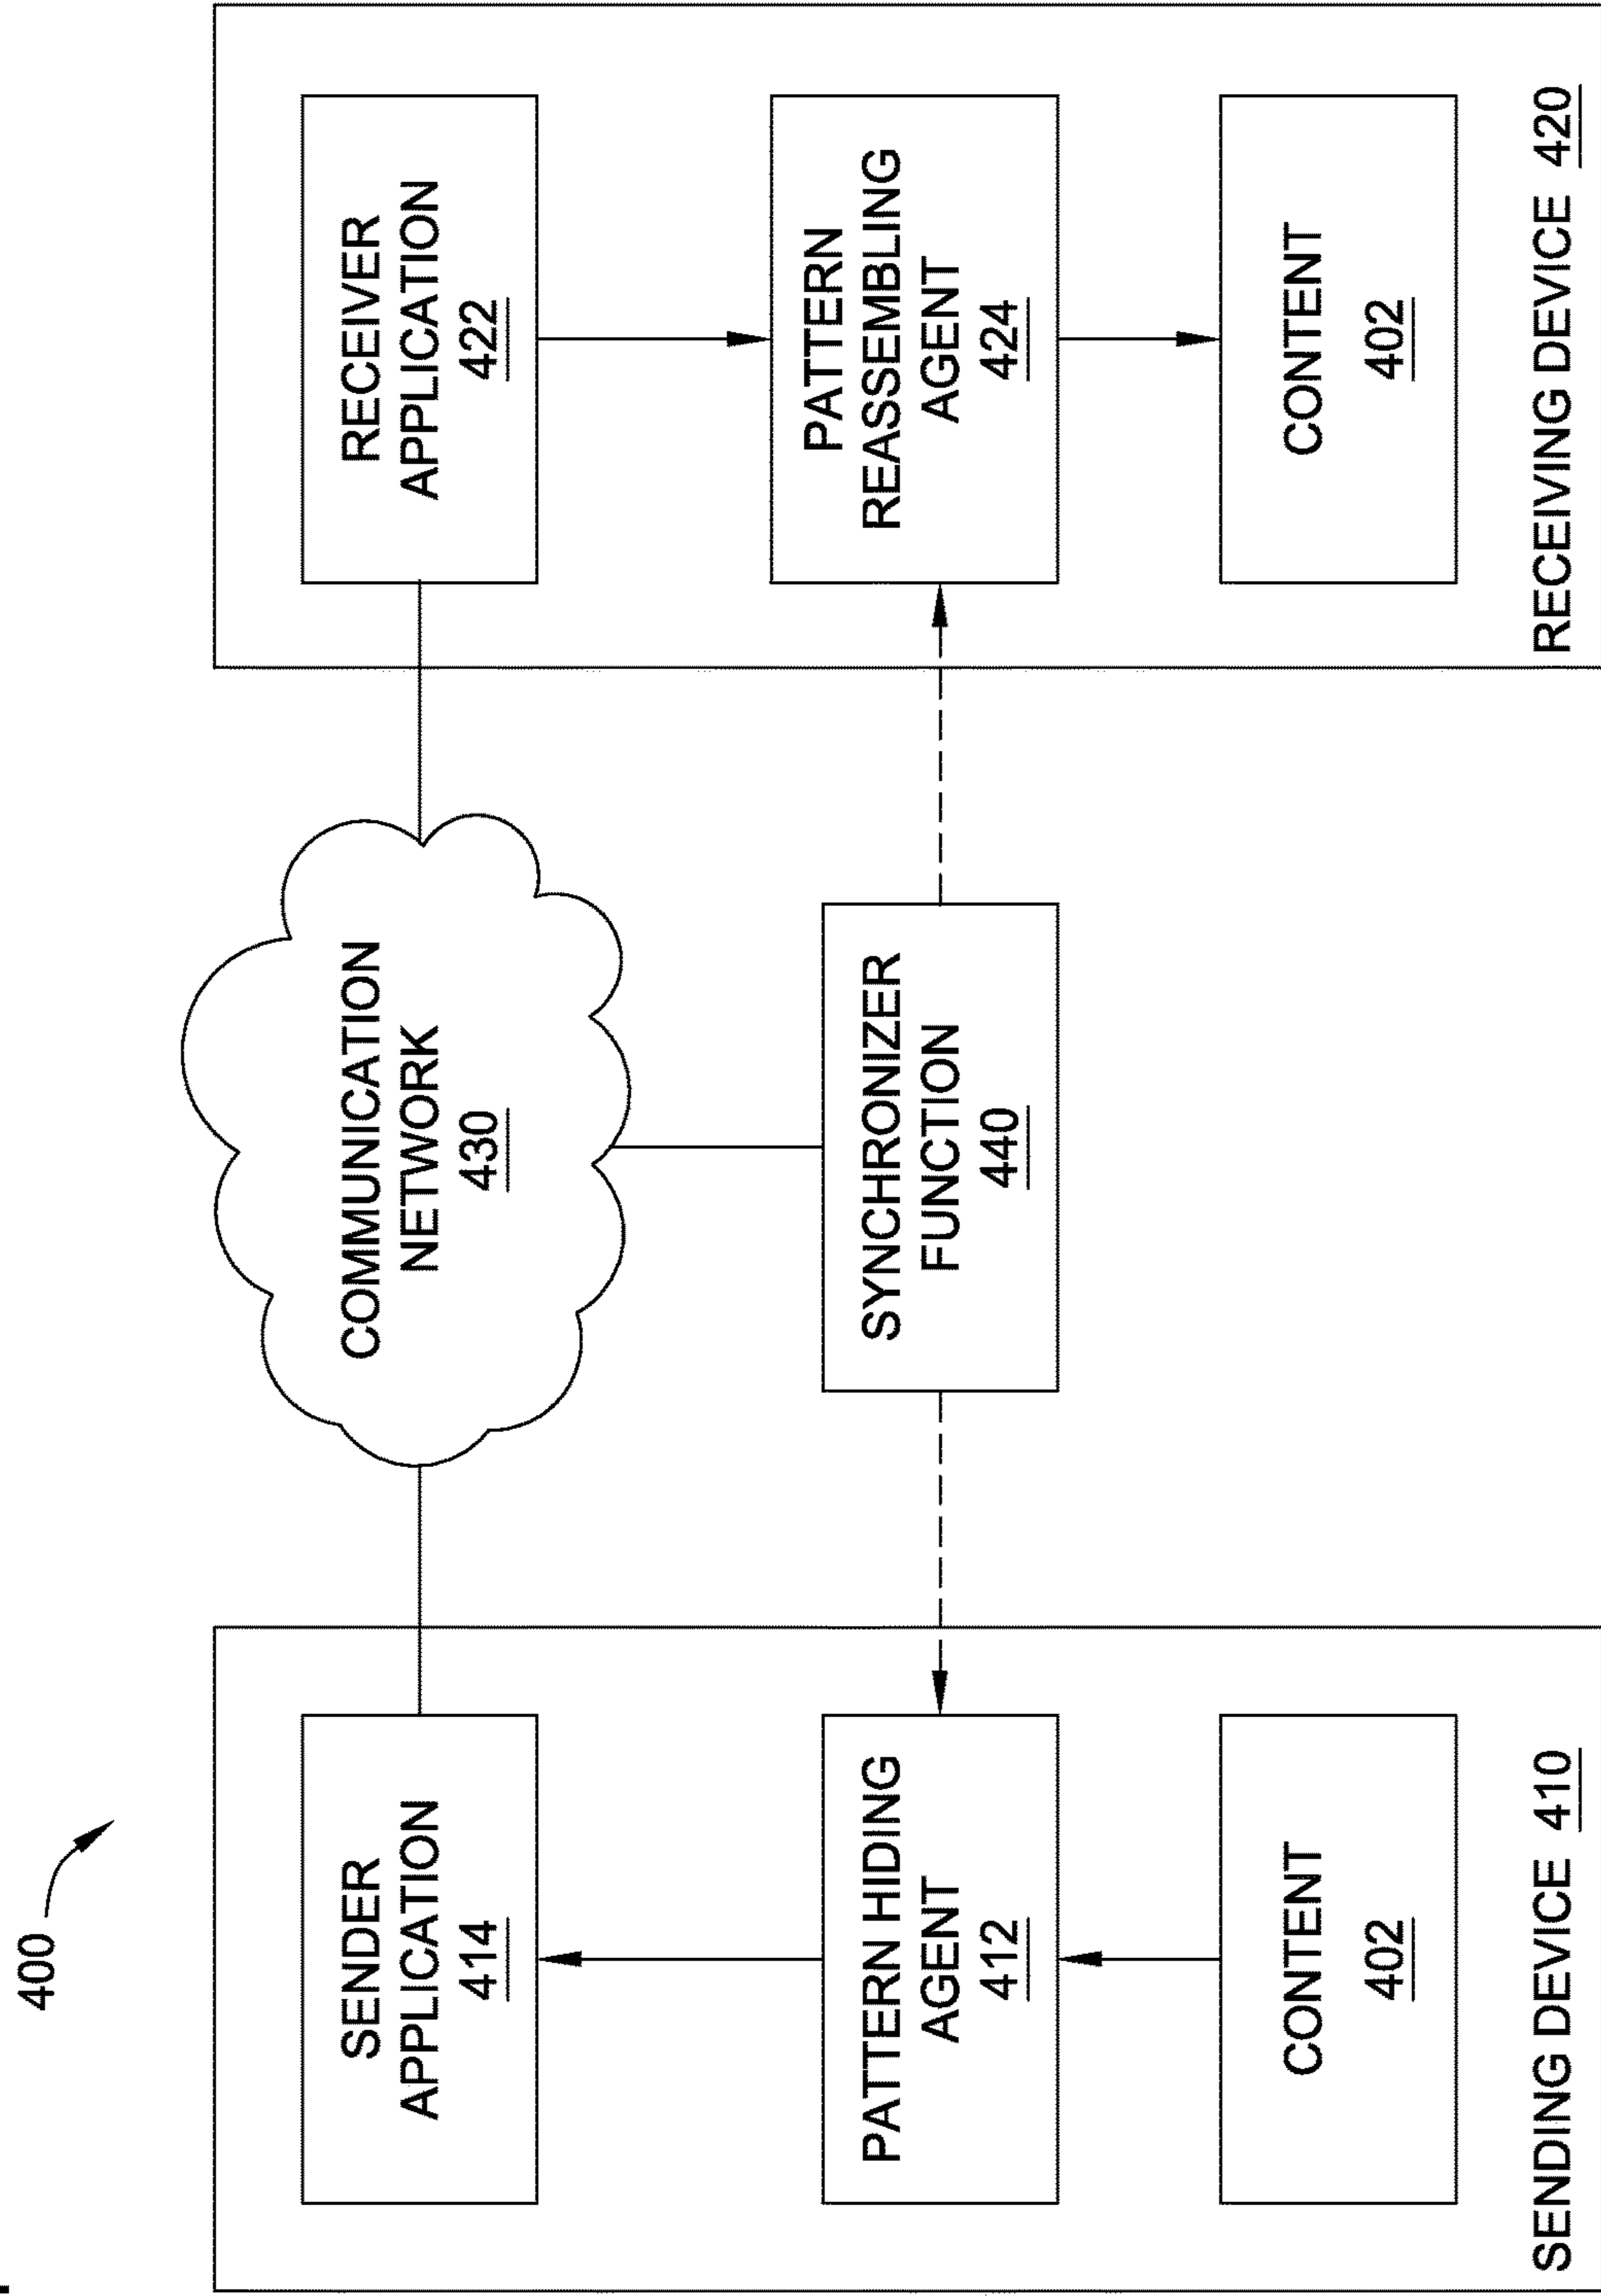 400
SENDER
APPLICATION
414
PATTERN HIDING
AGENT
412
CONTENT
402
SENDING DEVICE 410
COMMUNICATION
NETWORK
430
SYNCHRONIZER
FUNCTION
440
RECEIVER
APPLICATION
422
PATTERN
REASSEMBLING
AGENT
424
CONTENT
402
RECEIVING DEVICE 420